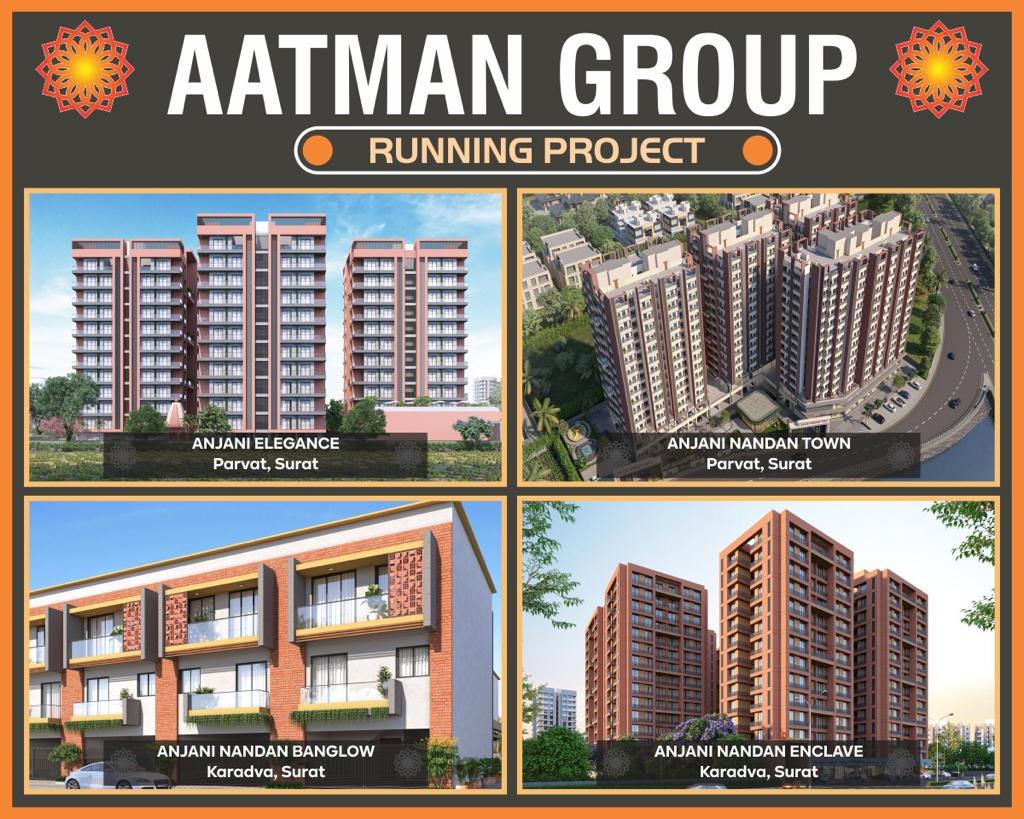 AATMAN GROUP
RUNNING PROJECT
ANJANI ELEGANCE
Parvat, Surat
ANJANI NANDAN TOWN
Parvat, Surat
ANJANI NANDAN BANGLOW
Karadva, Surat
ANJANI NANDAN ENCLAVE
Karadva, Surat